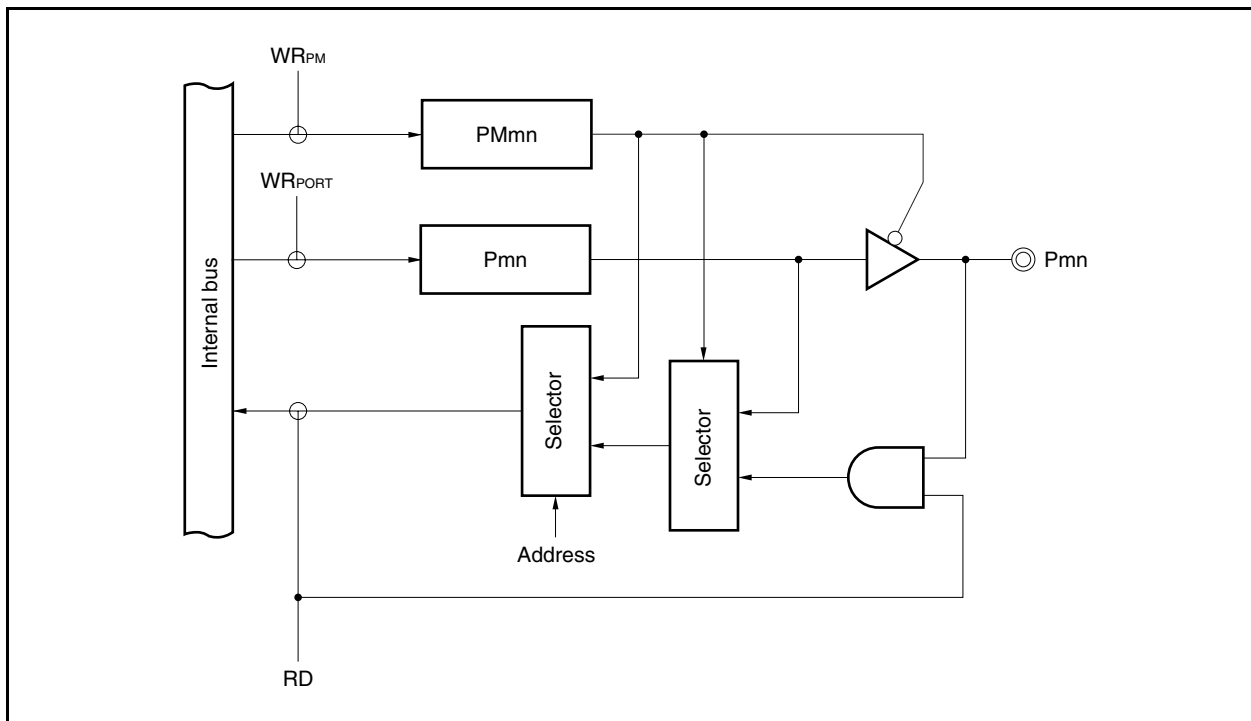 WRPM
PMmn
WRPORT
Pmn
Pmn
Internal bus
Selector
Selector
Address
RD